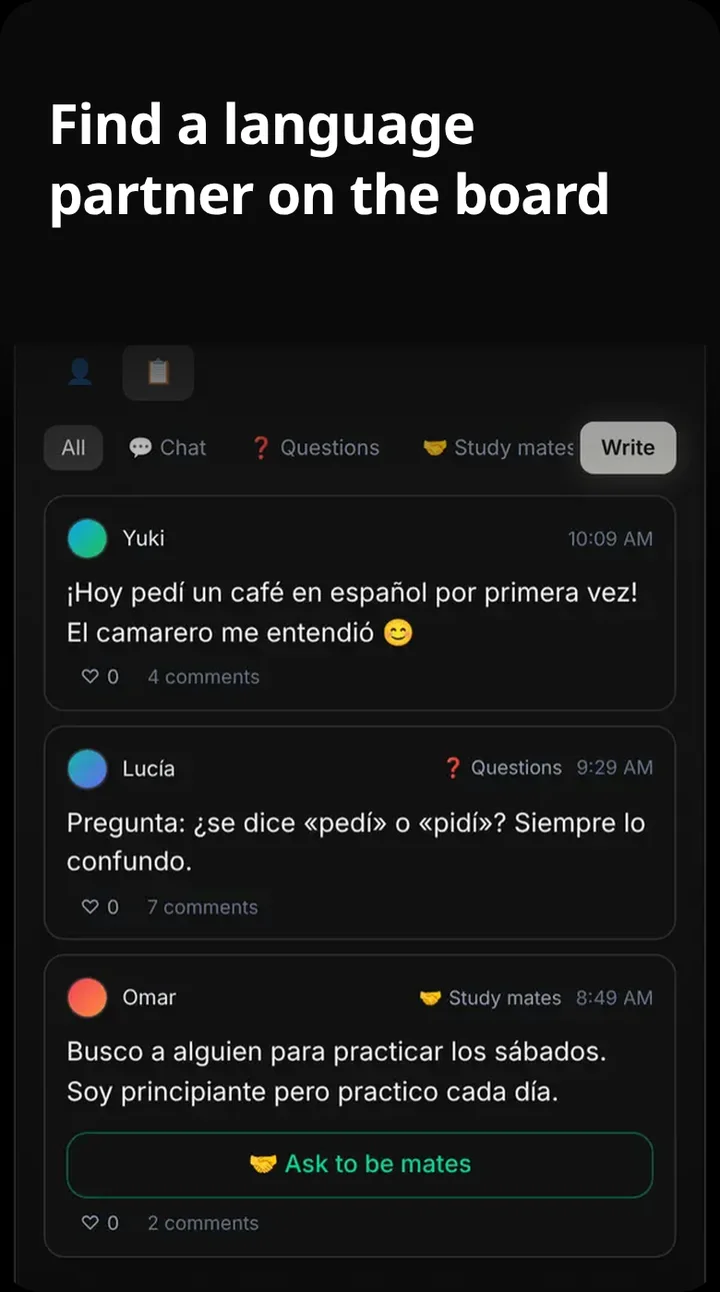 Find a language
partner on the board
All 💬 Chat ❓ Questions 🤝 Study mates Write
Yuki 10:09 AM
¡Hoy pedí un café en español por primera vez!
El camarero me entendió 😊
♡ 0 4 comments
Lucía ❓ Questions 9:29 AM
Pregunta: ¿se dice «pedí» o «pidí»? Siempre lo
confundo.
♡ 0 7 comments
Omar 🤝 Study mates 8:49 AM
Busco a alguien para practicar los sábados.
Soy principiante pero practico cada día.
🤝 Ask to be mates
♡ 0 2 comments